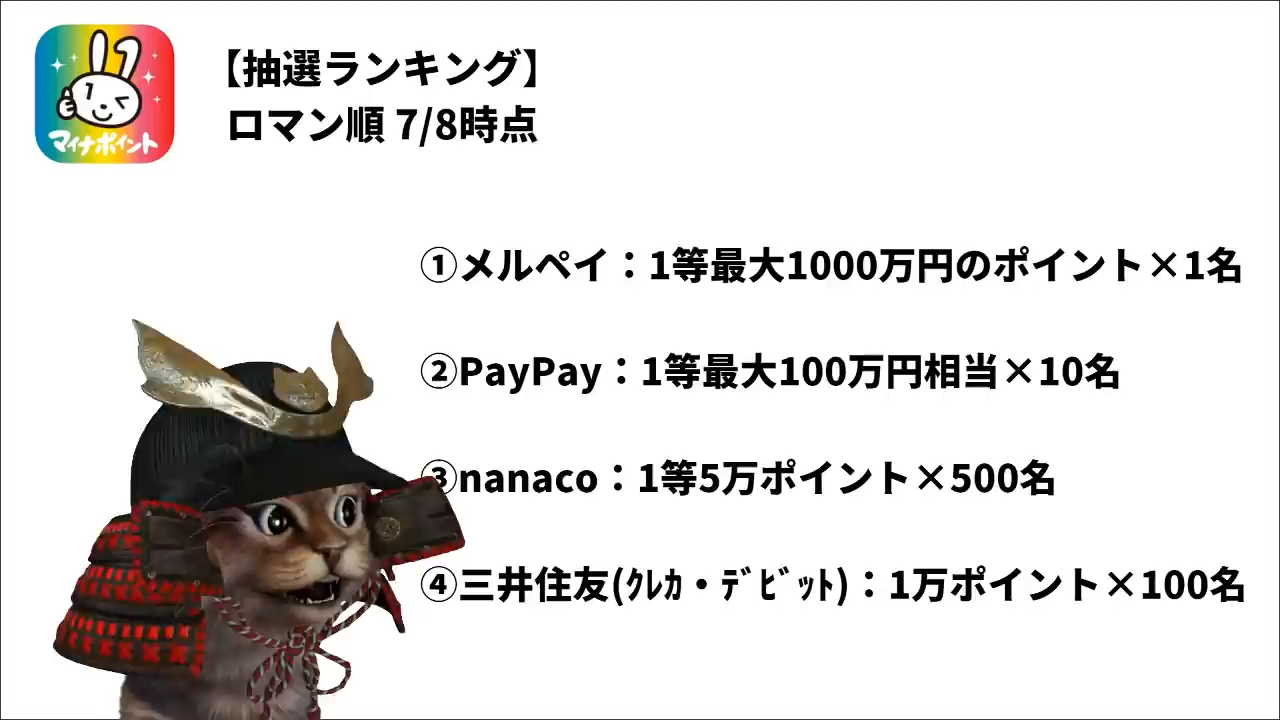 マイナポイント
【抽選ランキング】
ロマン順 7/8時点
①メルペイ：1等最大1000万円のポイント×1名
②PayPay：1等最大100万円相当×10名
③nanaco：1等5万ポイント×500名
④三井住友(ｸﾚｶ・ﾃﾞﾋﾞｯﾄ)：1万ポイント×100名